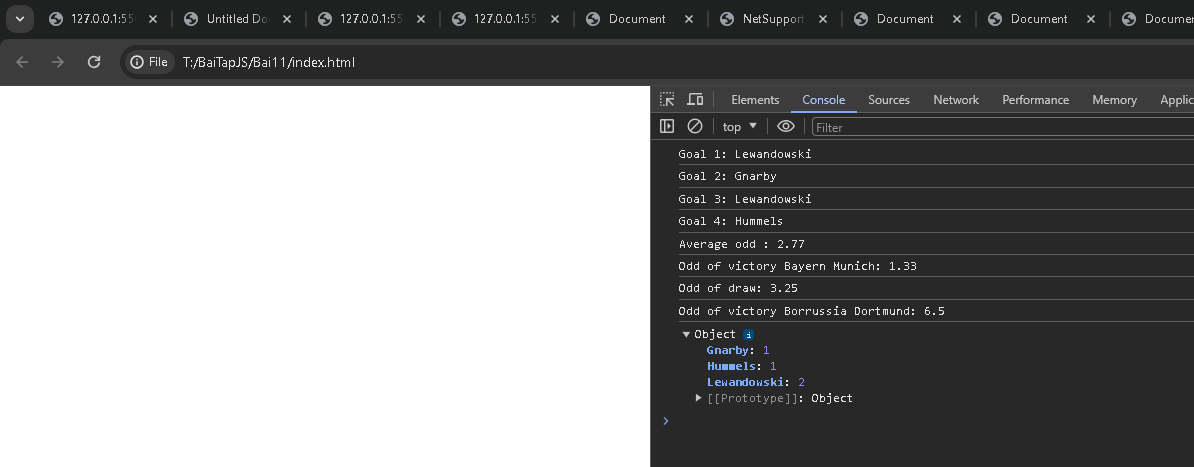 127.0.0.1:55 Untitled Do 127.0.0.1:55 127.0.0.1:55 Document NetSupport Document Document Documen
File T:/BaiTapJS/Bai11/index.html
Elements Console Sources Network Performance Memory Applic
top Filter
Goal 1: Lewandowski
Goal 2: Gnarby
Goal 3: Lewandowski
Goal 4: Hummels
Average odd : 2.77
Odd of victory Bayern Munich: 1.33
Odd of draw: 3.25
Odd of victory Borrussia Dortmund: 6.5
Object i
Gnarby: 1
Hummels: 1
Lewandowski: 2
[[Prototype]]: Object